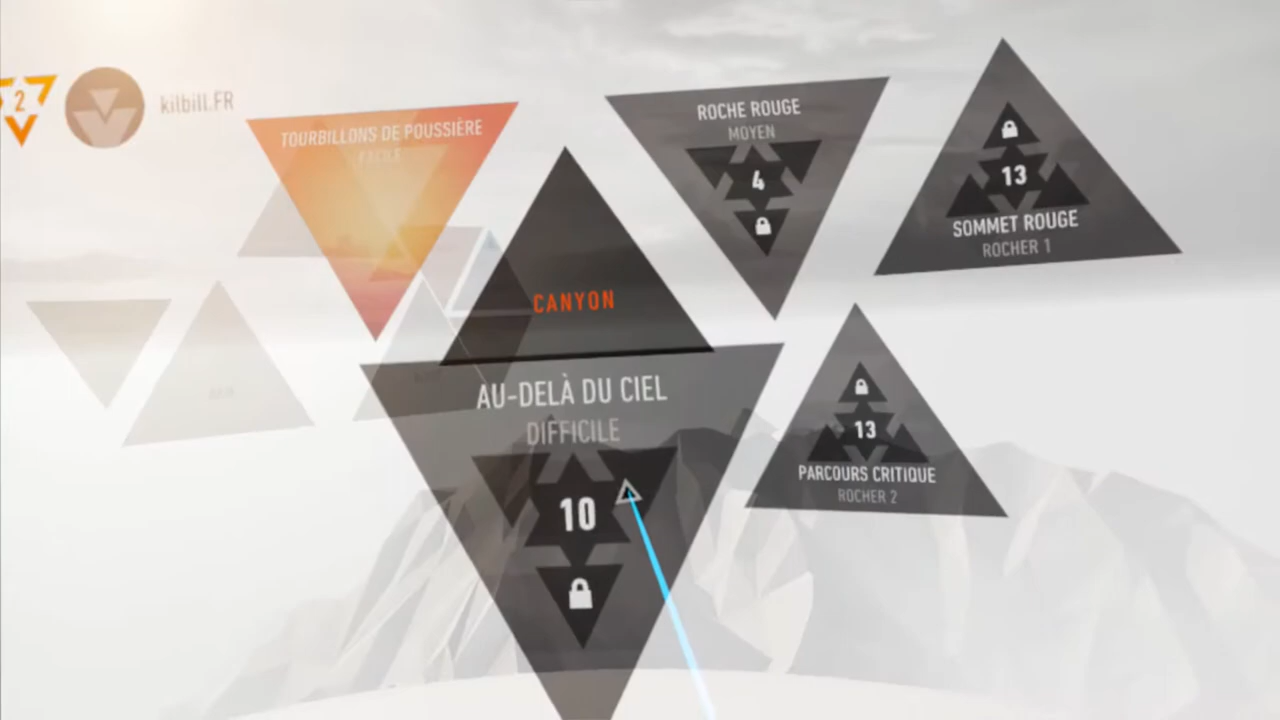 2
kilbill.FR
TOURBILLONS DE POUSSIÈRE
FACILE
ROCHE ROUGE
MOYEN
4
13
SOMMET ROUGE
ROCHER 1
CANYON
AU-DELÀ DU CIEL
DIFFICILE
10
13
PARCOURS CRITIQUE
ROCHER 2